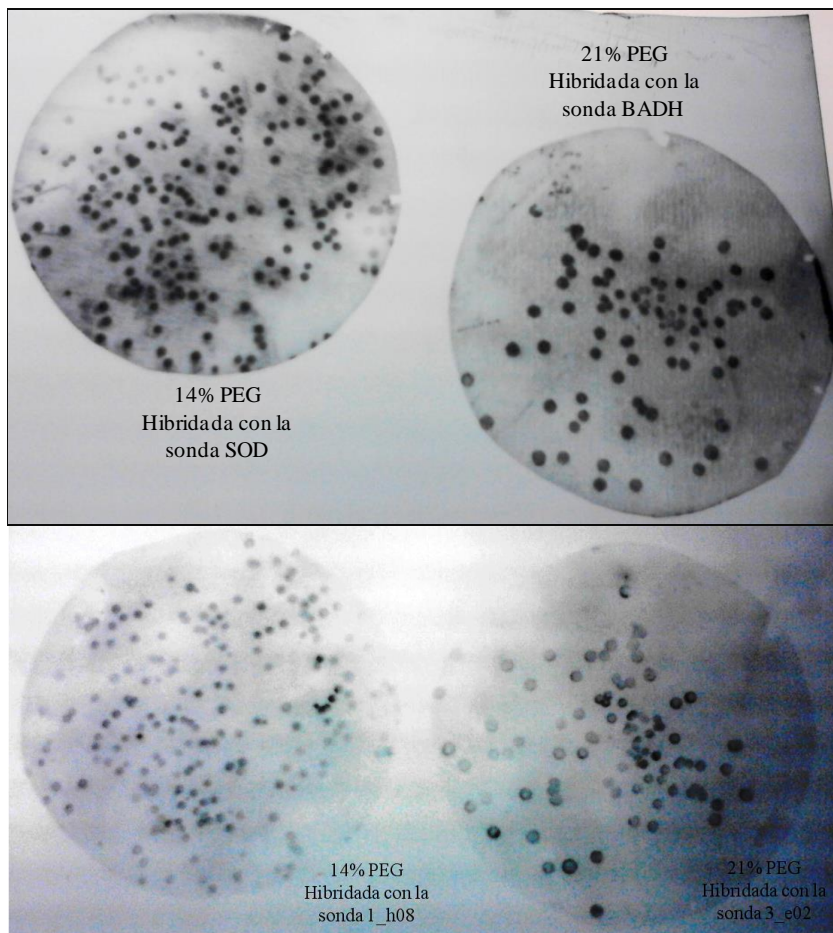 21% PEG
Hibridada con la
sonda BADH
14% PEG
Hibridada con la
sonda SOD
14% PEG
Hibridada con la
sonda 1_h08
21% PEG
Hibridada con la
sonda 3_e02